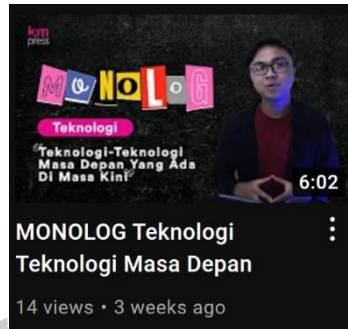 kjm
press
MONOLOG
Teknologi
"Teknologi-Teknologi
Masa Depan Yang Ada
Di Masa Kini"
6:02
MONOLOG Teknologi
Teknologi Masa Depan
14 views • 3 weeks ago